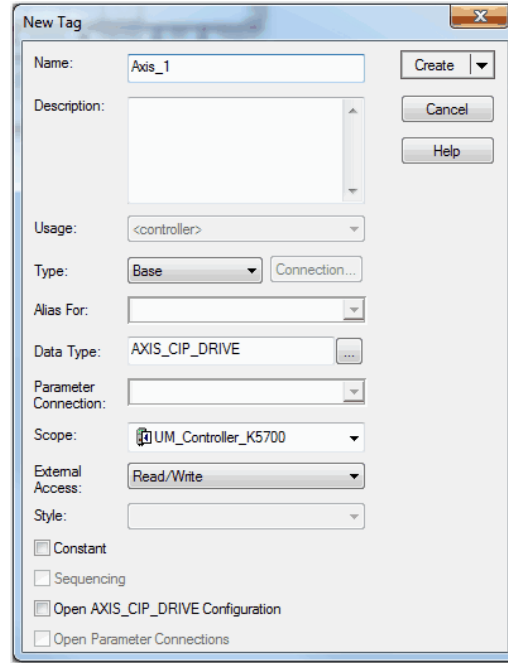 New Tag
Name: Axis_1
Create
Description:
Cancel
Help
Usage: <controller>
Type: Base Connection...
Alias For:
Data Type: AXIS_CIP_DRIVE ...
Parameter
Connection:
Scope: UM_Controller_K5700
External
Access: Read/Write
Style:
Constant
Sequencing
Open AXIS_CIP_DRIVE Configuration
Open Parameter Connections